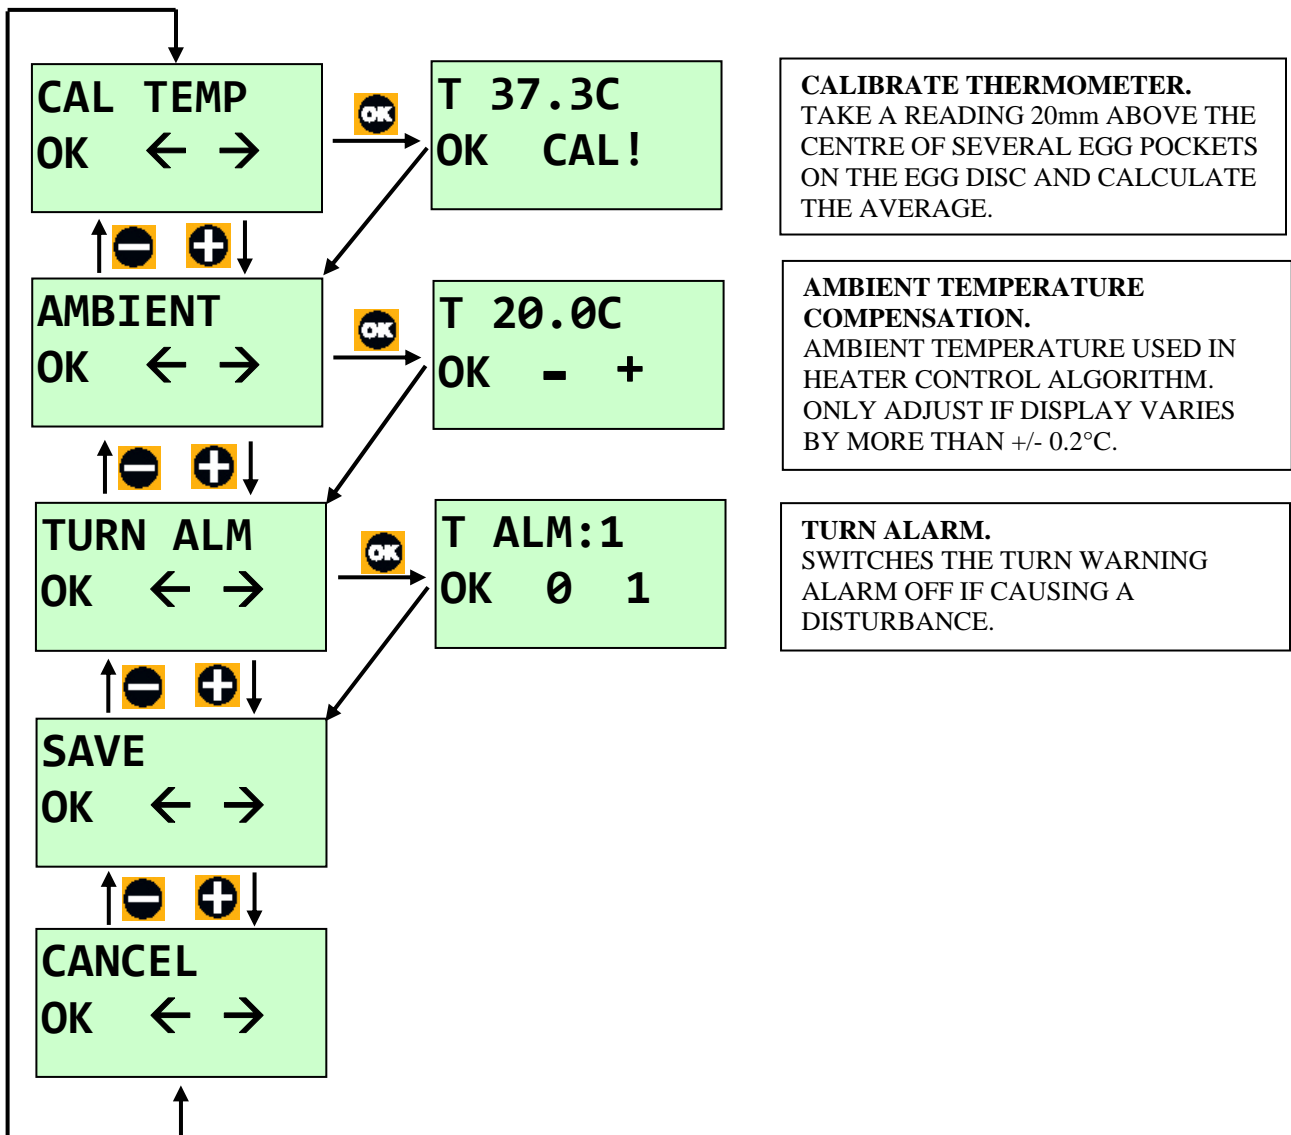 CAL TEMP
OK ← →
OK
T 37.3C
OK CAL!
CALIBRATE THERMOMETER.
TAKE A READING 20mm ABOVE THE
CENTRE OF SEVERAL EGG POCKETS
ON THE EGG DISC AND CALCULATE
THE AVERAGE.
AMBIENT
OK ← →
OK
T 20.0C
OK - +
AMBIENT TEMPERATURE
COMPENSATION.
AMBIENT TEMPERATURE USED IN
HEATER CONTROL ALGORITHM.
ONLY ADJUST IF DISPLAY VARIES
BY MORE THAN +/- 0.2°C.
TURN ALM
OK ← →
OK
T ALM:1
OK 0 1
TURN ALARM.
SWITCHES THE TURN WARNING
ALARM OFF IF CAUSING A
DISTURBANCE.
SAVE
OK ← →
CANCEL
OK ← →